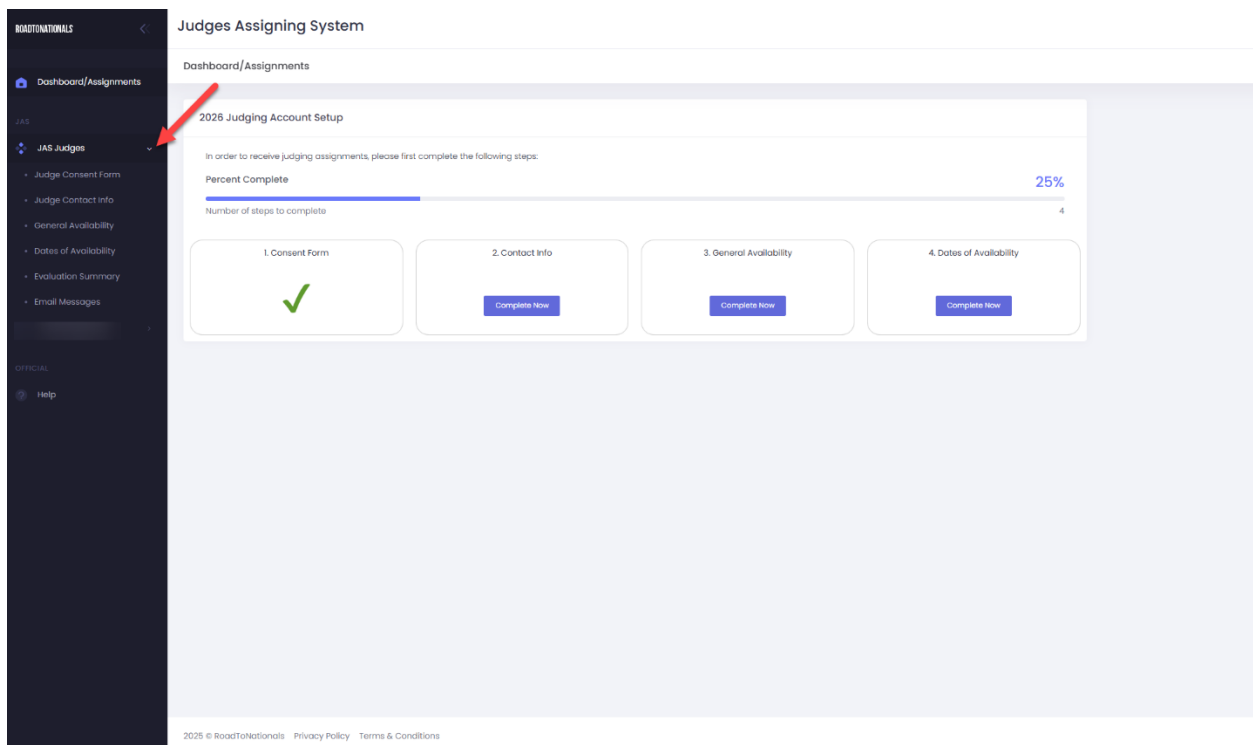 ROADTONATIONALS
Judges Assigning System
Dashboard/Assignments
Dashboard/Assignments
JAS
JAS Judges
Judge Consent Form
Judge Contact Info
General Availability
Dates of Availability
Evaluation Summary
Email Messages
OFFICIAL
Help
2026 Judging Account Setup
In order to receive judging assignments, please first complete the following steps:
Percent Complete 25%
Number of steps to complete 4
1. Consent Form
2. Contact Info
Complete Now
3. General Availability
Complete Now
4. Dates of Availability
Complete Now
2025 © RoadToNationals Privacy Policy Terms & Conditions